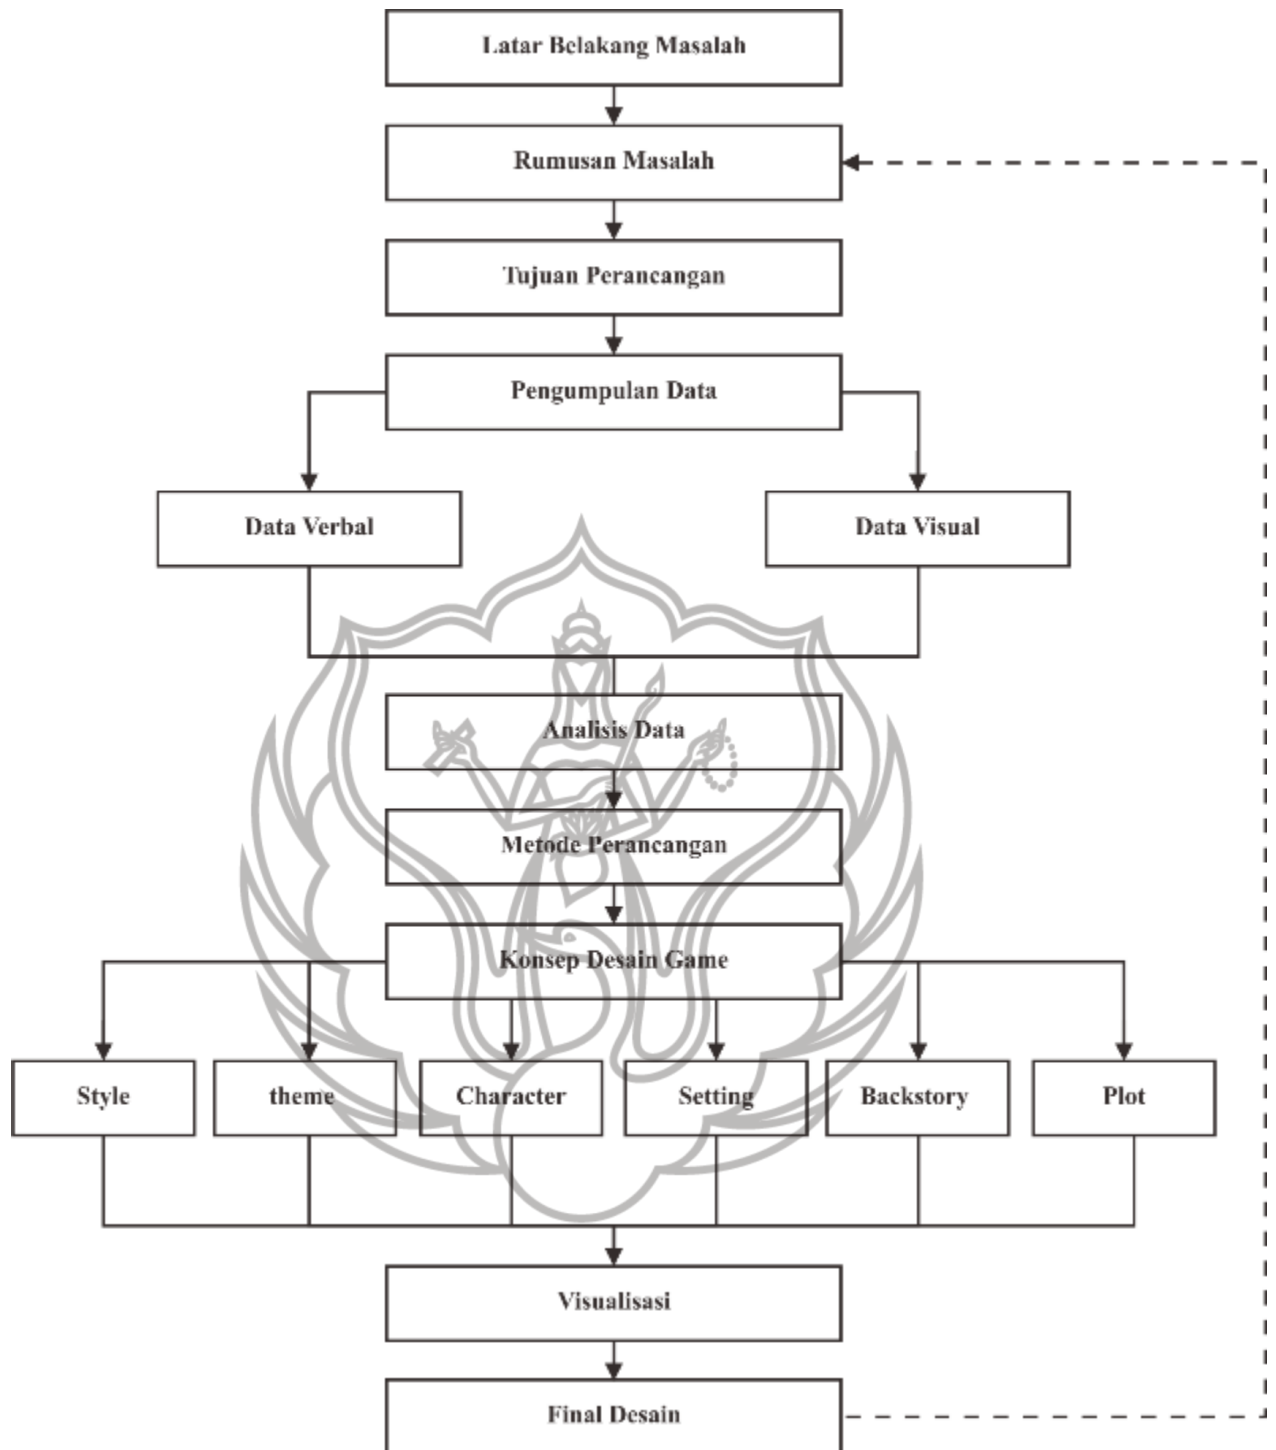 Latar Belakang Masalah
Rumusan Masalah
Tujuan Perancangan
Pengumpulan Data
Data Verbal
Data Visual
Analisis Data
Metode Perancangan
Konsep Desain Game
Style
theme
Character
Setting
Backstory
Plot
Visualisasi
Final Desain